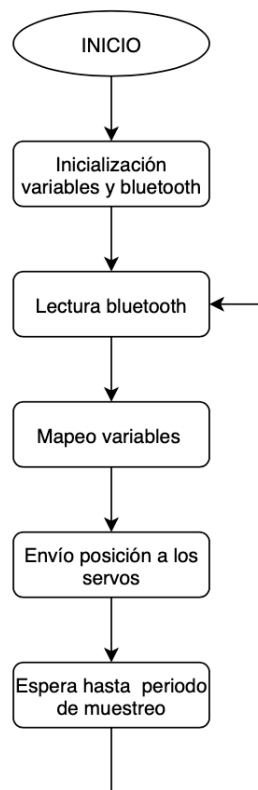 INICIO
Inicialización
variables y bluetooth
Lectura bluetooth
Mapeo variables
Envío posición a los
servos
Espera hasta periodo
de muestreo